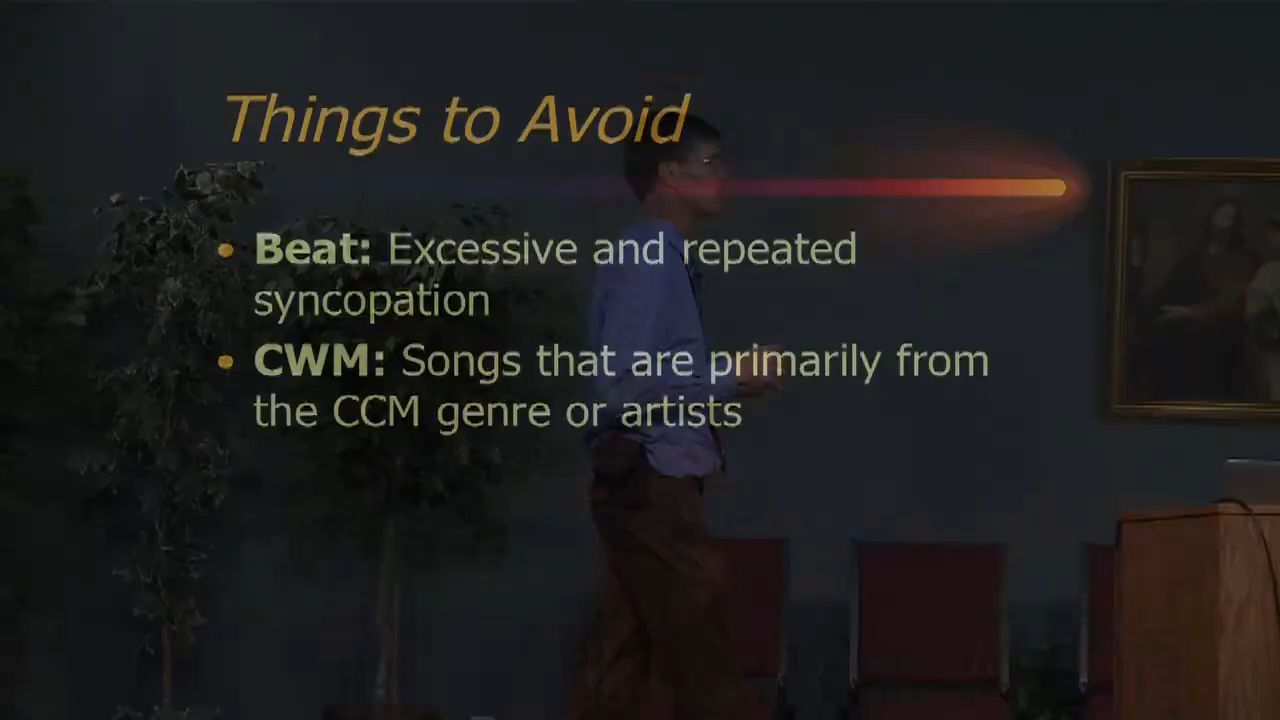 Things to Avoid
• Beat: Excessive and repeated
syncopation
• CWM: Songs that are primarily from
the CCM genre or artists